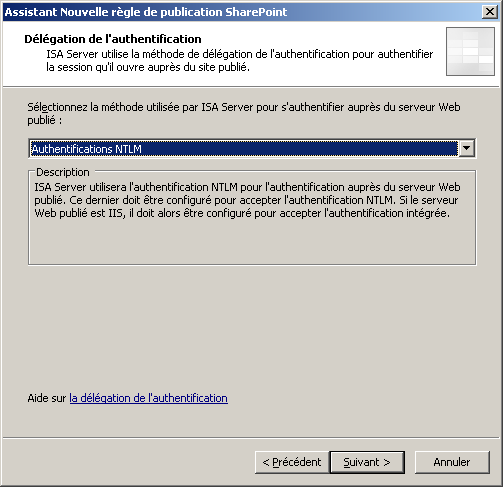 Assistant Nouvelle règle de publication SharePoint
Délégation de l'authentification
ISA Server utilise la méthode de délégation de l'authentification pour authentifier
la session qu'il ouvre auprès du site publié.
Sélectionnez la méthode utilisée par ISA Server pour s'authentifier auprès du serveur Web
publié :
Authentifications NTLM
Description
ISA Server utilisera l'authentification NTLM pour l'authentification auprès du serveur Web
publié. Ce dernier doit être configuré pour accepter l'authentification NTLM. Si le serveur
Web publié est IIS, il doit alors être configuré pour accepter l'authentification intégrée.
Aide sur la délégation de l'authentification
< Précédent
Suivant >
Annuler